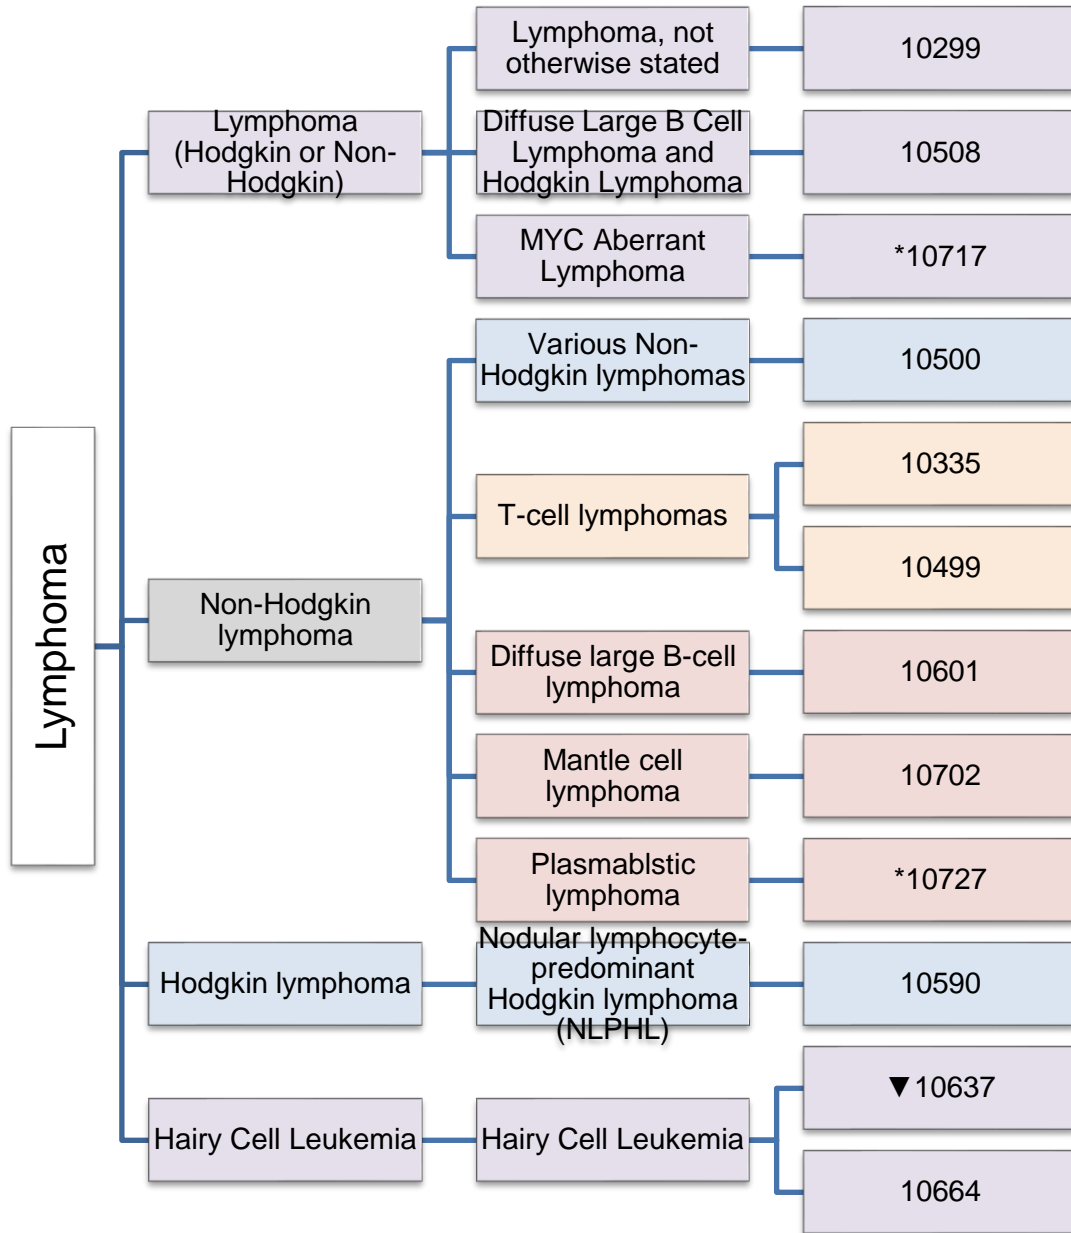 Lymphoma
Lymphoma
(Hodgkin or Non-
Hodgkin)
Lymphoma, not
otherwise stated
10299
Diffuse Large B Cell
Lymphoma and
Hodgkin Lymphoma
10508
MYC Aberrant
Lymphoma
*10717
Non-Hodgkin
lymphoma
Various Non-
Hodgkin lymphomas
10500
T-cell lymphomas
10335
10499
Diffuse large B-cell
lymphoma
10601
Mantle cell
lymphoma
10702
Plasmablstic
lymphoma
*10727
Hodgkin lymphoma
Nodular lymphocyte-
predominant
Hodgkin lymphoma
(NLPHL)
10590
Hairy Cell Leukemia
Hairy Cell Leukemia
▼10637
10664